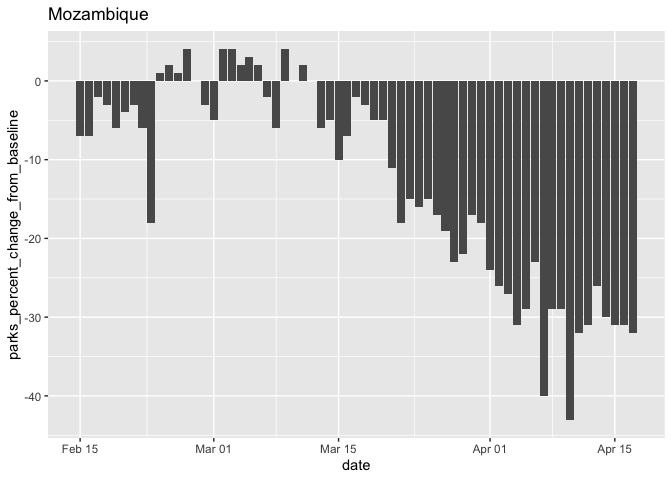 Mozambique
parks_percent_change_from_baseline
0
-10
-20
-30
-40
Feb 15
Mar 01
Mar 15
Apr 01
Apr 15
date